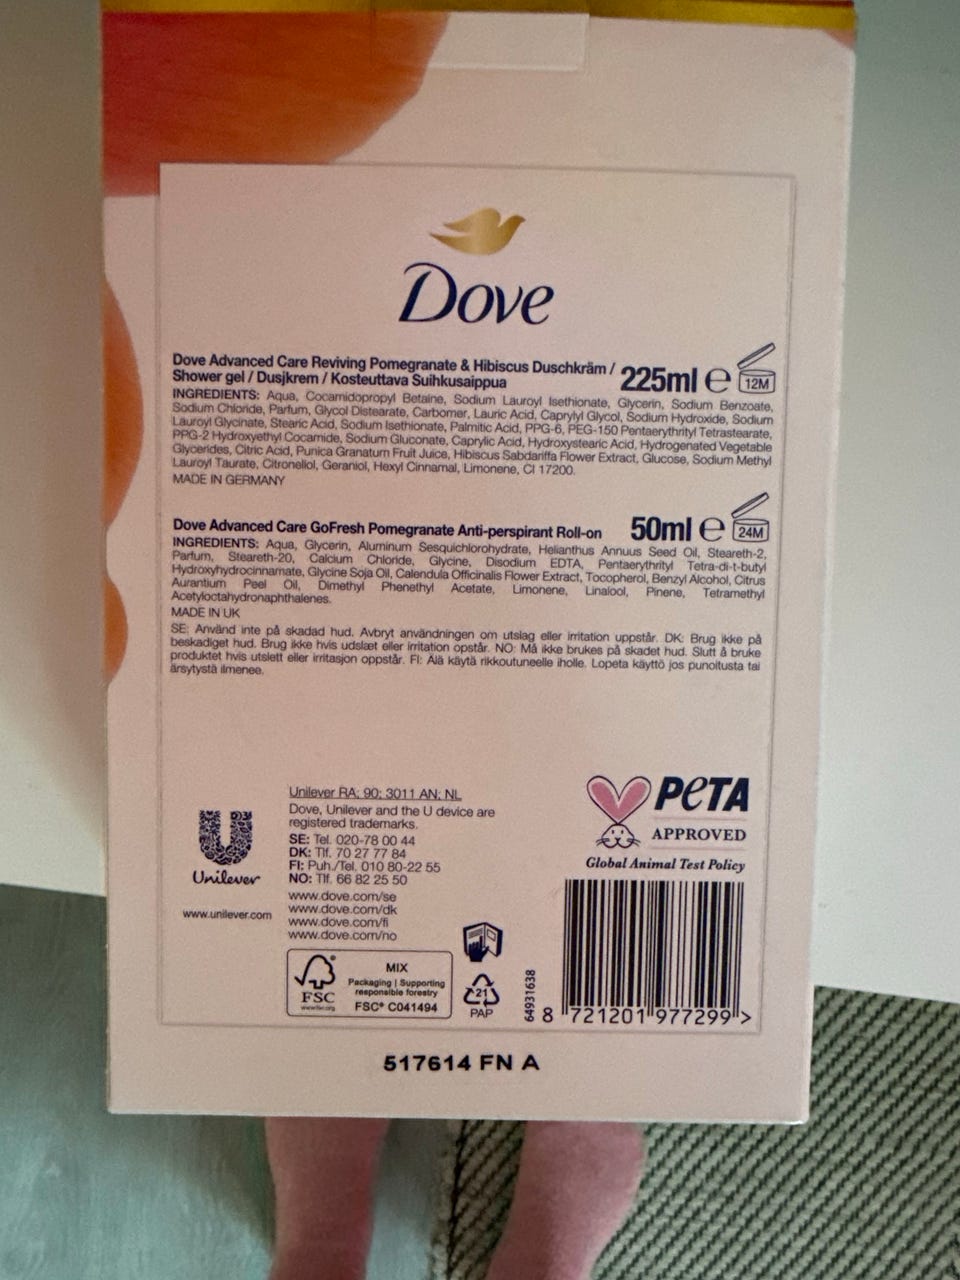 Dove
Dove Advanced Care Reviving Pomegranate & Hibiscus Duschkräm /
Shower gel / Dusjkrem / Kosteuttava Suihkusaippua
225ml ℮ 12M
INGREDIENTS: Aqua, Cocamidopropyl Betaine, Sodium Lauroyl Isethionate, Glycerin, Sodium Benzoate,
Sodium Chloride, Parfum, Glycol Distearate, Carbomer, Lauric Acid, Caprylyl Glycol, Sodium Hydroxide, Sodium
Lauroyl Glycinate, Stearic Acid, Sodium Isethionate, Palmitic Acid, PPG-6, PEG-150 Pentaerythrityl Tetrastearate,
PPG-2 Hydroxyethyl Cocamide, Sodium Gluconate, Caprylic Acid, Hydroxystearic Acid, Hydrogenated Vegetable
Glycerides, Citric Acid, Punica Granatum Fruit Juice, Hibiscus Sabdariffa Flower Extract, Glucose, Sodium Methyl
Lauroyl Taurate, Citronellol, Geraniol, Hexyl Cinnamal, Limonene, CI 17200.
MADE IN GERMANY
Dove Advanced Care GoFresh Pomegranate Anti-perspirant Roll-on
50ml ℮ 24M
INGREDIENTS: Aqua, Glycerin, Aluminum Sesquichlorohydrate, Helianthus Annuus Seed Oil, Steareth-2,
Parfum, Steareth-20, Calcium Chloride, Glycine, Disodium EDTA, Pentaerythrityl Tetra-di-t-butyl
Hydroxyhydrocinnamate, Glycine Soja Oil, Calendula Officinalis Flower Extract, Tocopherol, Benzyl Alcohol, Citrus
Aurantium Peel Oil, Dimethyl Phenethyl Acetate, Limonene, Linalool, Pinene, Tetramethyl
Acetyloctahydronaphthalenes.
MADE IN UK
SE: Använd inte på skadad hud. Avbryt användningen om utslag eller irritation uppstår. DK: Brug ikke på
beskadiget hud. Brug ikke hvis udslæt eller irritation opstår. NO: Må ikke brukes på skadet hud. Slutt å bruke
produktet hvis utslett eller irritasjon oppstår. FI: Älä käytä rikkoutuneelle iholle. Lopeta käyttö jos punoitusta tai
ärsytystä ilmenee.
Unilever
www.unilever.com
Unilever RA; 90; 3011 AN; NL
Dove, Unilever and the U device are
registered trademarks.
SE: Tel. 020-78 00 44
DK: Tlf. 70 27 77 84
FI: Puh./Tel. 010 80-22 55
NO: Tlf. 66 82 25 50
www.dove.com/se
www.dove.com/dk
www.dove.com/fi
www.dove.com/no
PETA
APPROVED
Global Animal Test Policy
FSC®
www.fsc.org
MIX
Packaging | Supporting
responsible forestry
FSC® C041494
21
PAP
64931638
8 721201 977299 >
517614 FN A